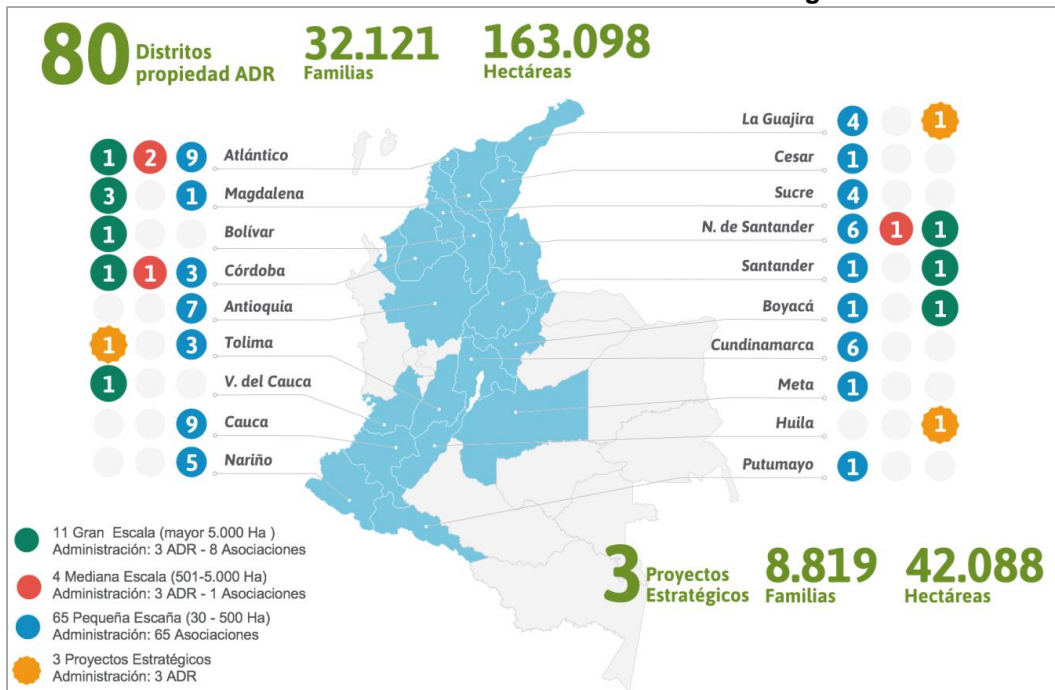 80 Distritos propiedad ADR
32.121 Familias
163.098 Hectáreas
1 2 9 Atlántico
3 1 Magdalena
1 Bolívar
1 1 3 Córdoba
7 Antioquia
1 3 Tolima
1 V. del Cauca
9 Cauca
5 Nariño
La Guajira 4 1
Cesar 1
Sucre 4
N. de Santander 6 1 1
Santander 1 1
Boyacá 1 1
Cundinamarca 6
Meta 1
Huila 1
Putumayo 1
11 Gran Escala (mayor 5.000 Ha )
Administración: 3 ADR - 8 Asociaciones
4 Mediana Escala (501-5.000 Ha)
Administración: 3 ADR - 1 Asociaciones
65 Pequeña Escaña (30 - 500 Ha)
Administración: 65 Asociaciones
3 Proyectos Estratégicos
Administración: 3 ADR
3 Proyectos Estratégicos
8.819 Familias
42.088 Hectáreas